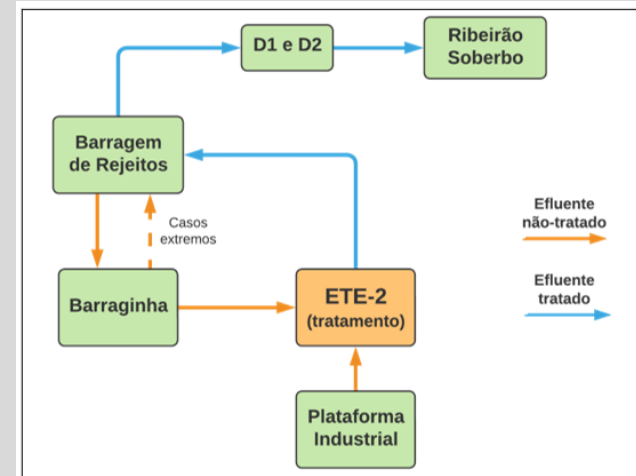 D1 e D2
Ribeirão
Soberbo
Barragem
de Rejeitos
Casos
extremos
Efluente
não-tratado
Barraginha
ETE-2
(tratamento)
Efluente
tratado
Plataforma
Industrial